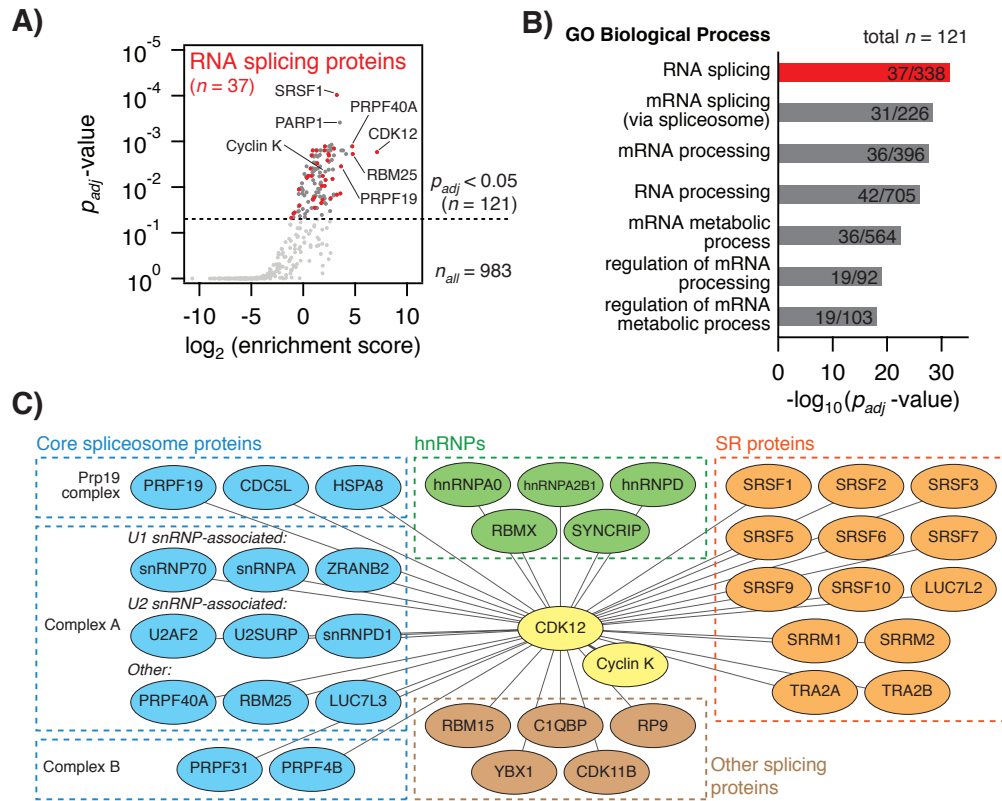 A)
10-5
10-4
10-3
10-2
10-1
100
padj-value
RNA splicing proteins
(n = 37)
SRSF1
PRPF40A
PARP1
CDK12
Cyclin K
RBM25
PRPF19
padj < 0.05
(n = 121)
nall = 983
-10 -5 0 5 10
log2 (enrichment score)
B)
GO Biological Process
total n = 121
RNA splicing
37/338
mRNA splicing
(via spliceosome)
31/226
mRNA processing
36/396
RNA processing
42/705
mRNA metabolic
process
36/564
regulation of mRNA
processing
19/92
regulation of mRNA
metabolic process
19/103
0 10 20 30
-log10(padj -value)
C)
Core spliceosome proteins
Prp19
complex
PRPF19 CDC5L HSPA8
Complex A
U1 snRNP-associated:
snRNP70 snRNPA ZRANB2
U2 snRNP-associated:
U2AF2 U2SURP snRNPD1
Other:
PRPF40A RBM25 LUC7L3
Complex B
PRPF31 PRPF4B
hnRNPs
hnRNPA0 hnRNPA2B1 hnRNPD
RBMX SYNCRIP
CDK12
Cyclin K
RBM15 C1QBP RP9
YBX1 CDK11B
Other splicing
proteins
SR proteins
SRSF1 SRSF2 SRSF3
SRSF5 SRSF6 SRSF7
SRSF9 SRSF10 LUC7L2
SRRM1 SRRM2
TRA2A TRA2B